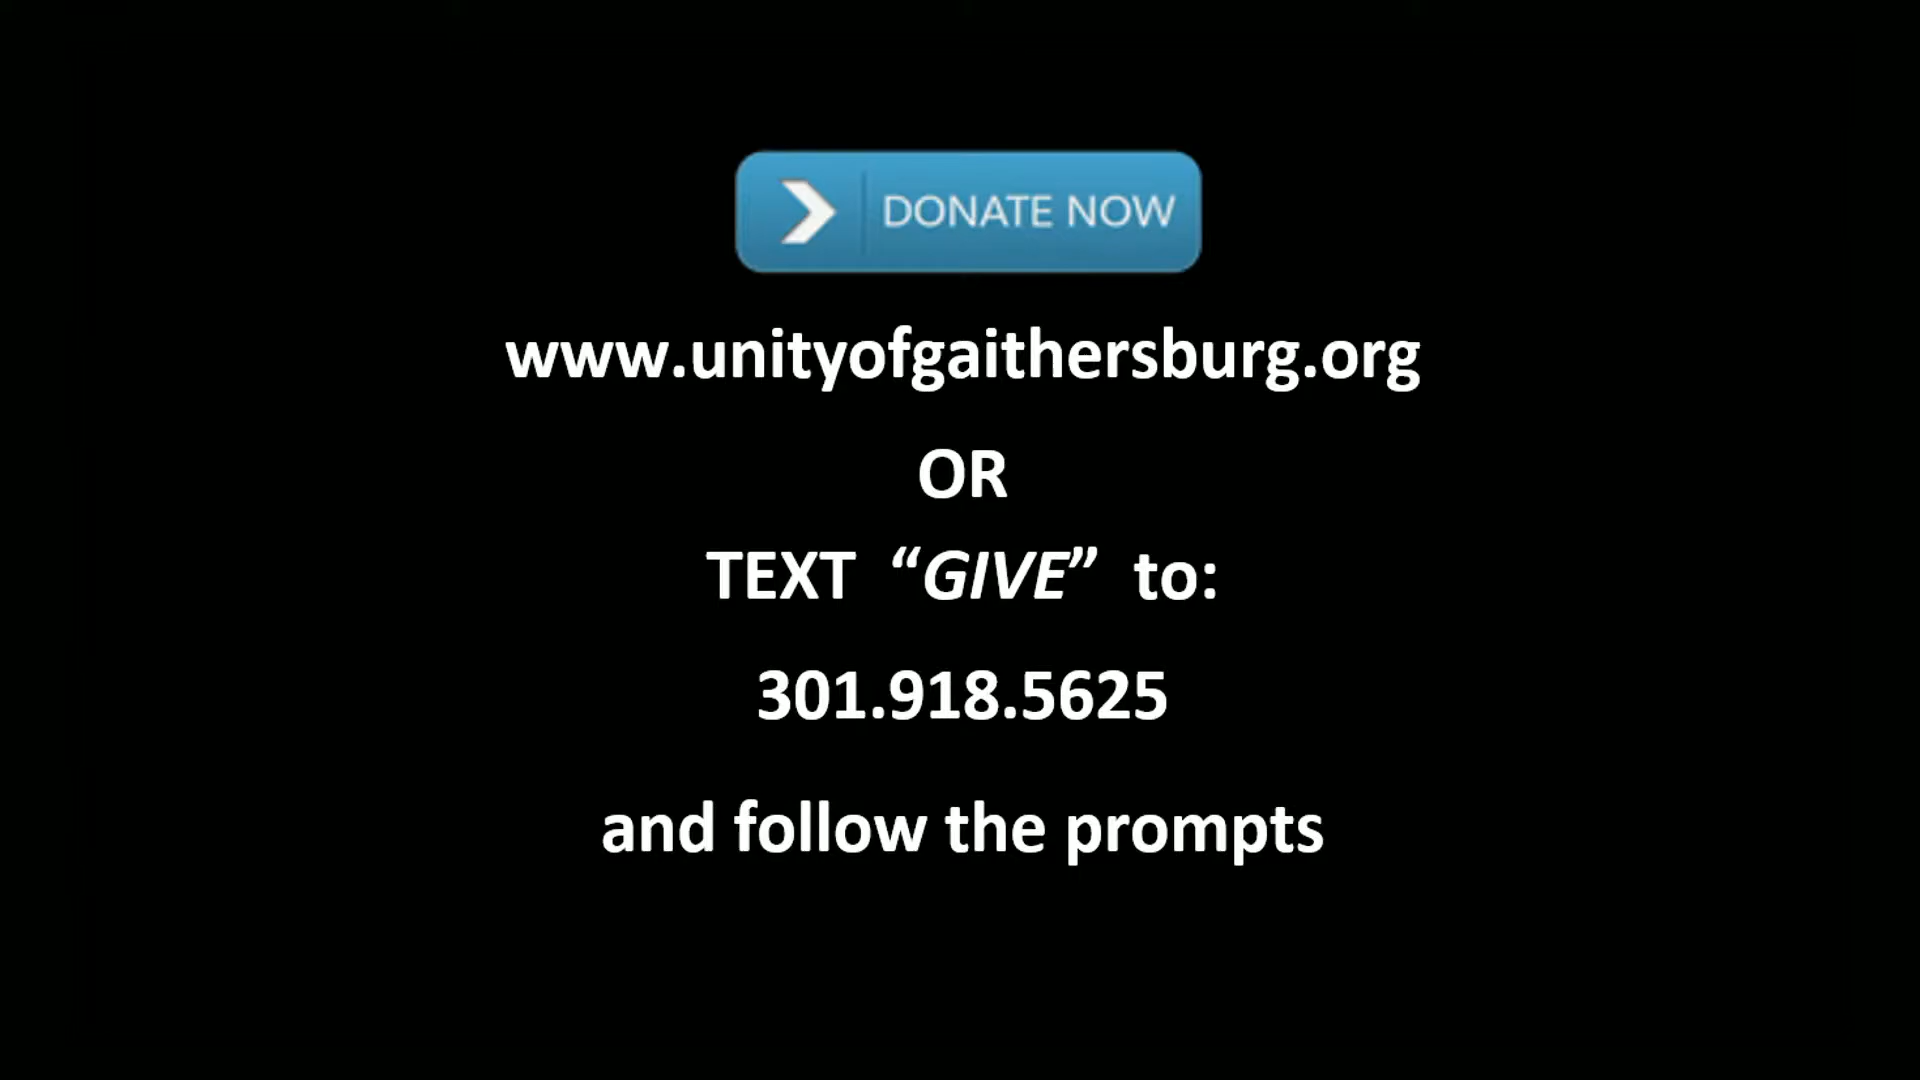 DONATE NOW
www.unityofgaithersburg.org
OR
TEXT “GIVE” to:
301.918.5625
and follow the prompts